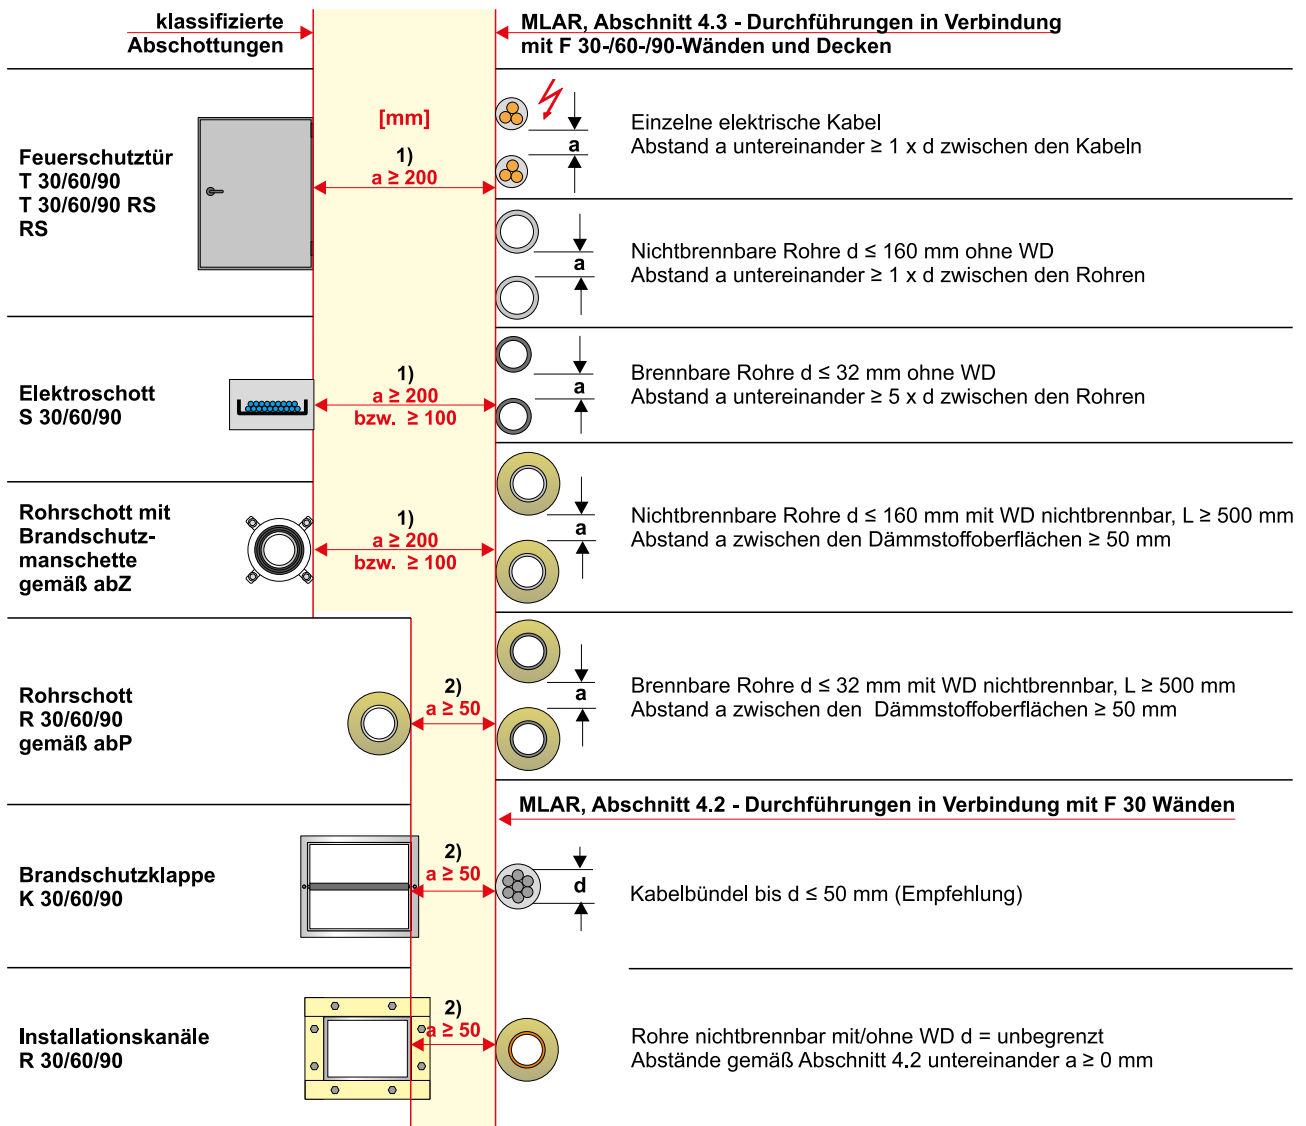 klassifizierte
Abschottungen
MLAR, Abschnitt 4.3 - Durchführungen in Verbindung
mit F 30-/60-/90-Wänden und Decken
Feuerschutztür
T 30/60/90
T 30/60/90 RS
RS
[mm]
1)
a ≥ 200
a
Einzelne elektrische Kabel
Abstand a untereinander ≥ 1 x d zwischen den Kabeln
a
Nichtbrennbare Rohre d ≤ 160 mm ohne WD
Abstand a untereinander ≥ 1 x d zwischen den Rohren
Elektroschott
S 30/60/90
1)
a ≥ 200
bzw. ≥ 100
a
Brennbare Rohre d ≤ 32 mm ohne WD
Abstand a untereinander ≥ 5 x d zwischen den Rohren
Rohrschott mit
Brandschutz-
manschette
gemäß abZ
1)
a ≥ 200
bzw. ≥ 100
a
Nichtbrennbare Rohre d ≤ 160 mm mit WD nichtbrennbar, L ≥ 500 mm
Abstand a zwischen den Dämmstoffoberflächen ≥ 50 mm
Rohrschott
R 30/60/90
gemäß abP
2)
a ≥ 50
a
Brennbare Rohre d ≤ 32 mm mit WD nichtbrennbar, L ≥ 500 mm
Abstand a zwischen den Dämmstoffoberflächen ≥ 50 mm
MLAR, Abschnitt 4.2 - Durchführungen in Verbindung mit F 30 Wänden
Brandschutzklappe
K 30/60/90
2)
a ≥ 50
d
Kabelbündel bis d ≤ 50 mm (Empfehlung)
Installationskanäle
R 30/60/90
2)
a ≥ 50
Rohre nichtbrennbar mit/ohne WD d = unbegrenzt
Abstände gemäß Abschnitt 4.2 untereinander a ≥ 0 mm